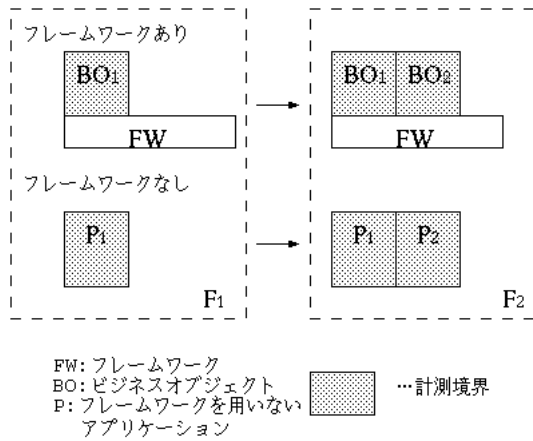 フレームワークあり
BO1
FW
BO1 BO2
FW
フレームワークなし
P1
F1
P1 P2
F2
FW: フレームワーク
BO: ビジネスオブジェクト
P: フレームワークを用いない
アプリケーション
…計測境界